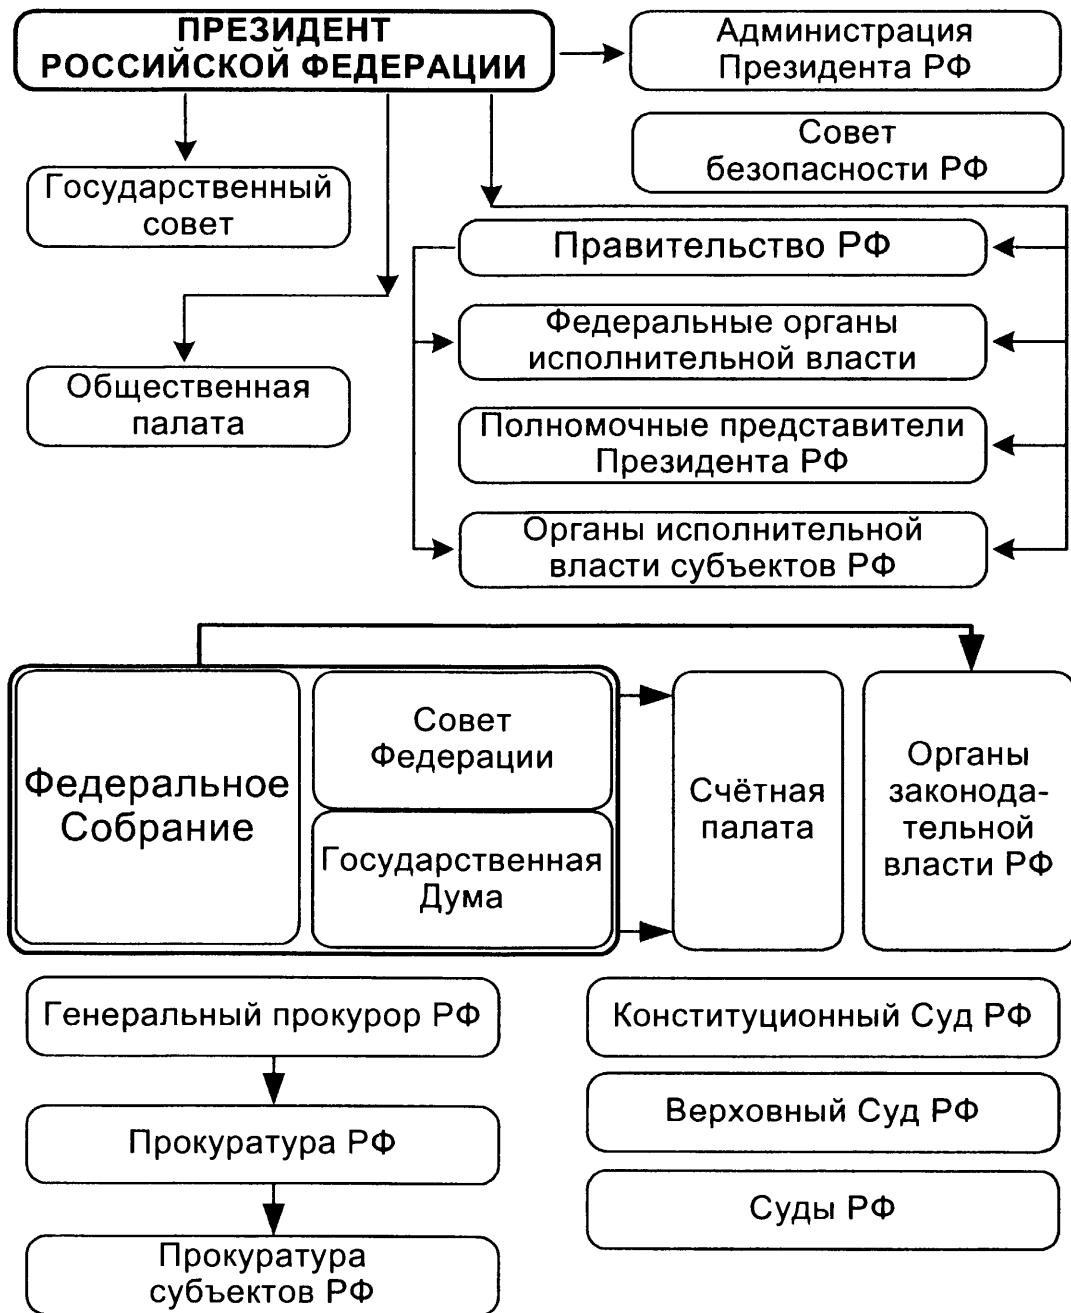 ПРЕЗИДЕНТ
РОССИЙСКОЙ ФЕДЕРАЦИИ
Администрация
Президента РФ
Совет
безопасности РФ
Государственный
совет
Правительство РФ
Федеральные органы
исполнительной власти
Общественная
палата
Полномочные представители
Президента РФ
Органы исполнительной
власти субъектов РФ
Федеральное
Собрание
Совет
Федерации
Государственная
Дума
Счётная
палата
Органы
законода-
тельной
власти РФ
Генеральный прокурор РФ
Прокуратура РФ
Прокуратура
субъектов РФ
Конституционный Суд РФ
Верховный Суд РФ
Суды РФ